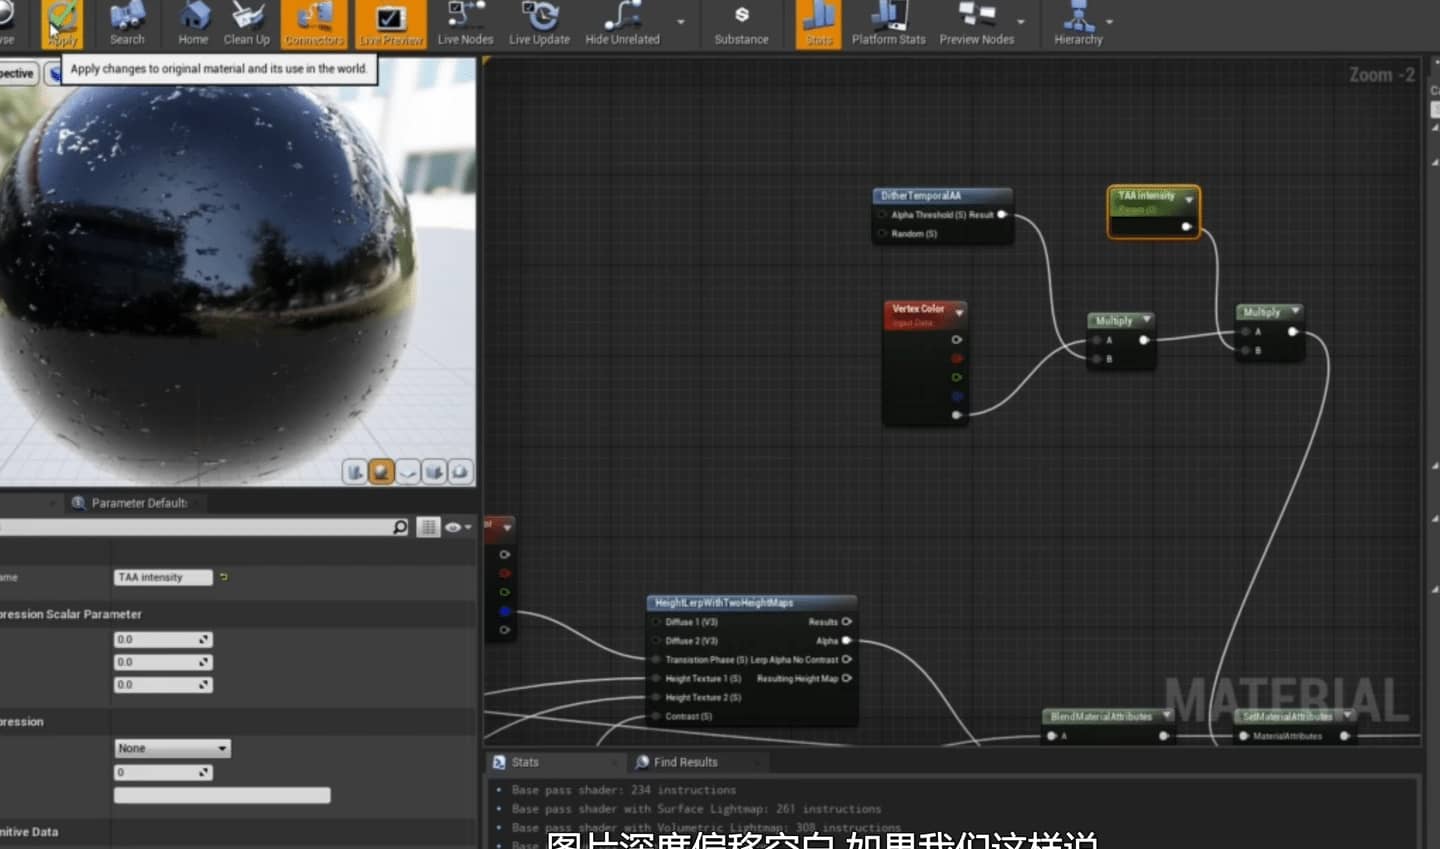 Apply
Search
Home
Clean Up
Connectors
Live Preview
Live Nodes
Live Update
Hide Unrelated
Substance
Stats
Platform Stats
Preview Nodes
Hierarchy
Apply changes to original material and its use in the world.
pective
Zoom -2
DitherTemporalAA
Alpha Threshold (S) Result
Random (S)
TAA intensity
Param (0)
Vertex Color
Input Data
Multiply
A
B
Multiply
A
B
Parameter Default:
ame
TAA intensity
pression Scalar Parameter
0.0
0.0
0.0
pression
None
0
nitive Data
HeightLerpWithTwoHeightMaps
Diffuse 1 (V3) Results
Diffuse 2 (V3) Alpha
Transistion Phase (S) Lerp Alpha No Contrast
Height Texture 1 (S) Resulting Height Map
Height Texture 2 (S)
Contrast (S)
MATERIAL
BlendMaterialAttributes
A
SetMaterialAttributes
MaterialAttributes
Stats
Find Results
Base pass shader: 234 instructions
Base pass shader with Surface Lightmap: 261 instructions
Base pass shader with Volumetric Lightmap: 308 instructions
Base
图片深度偏移空白,如果我们这样说